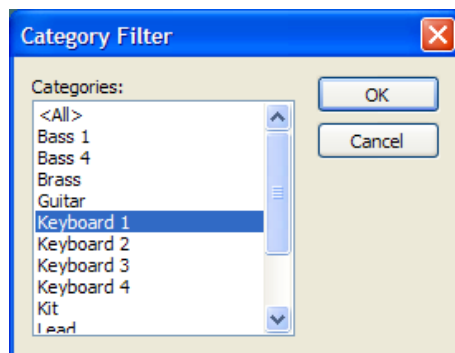 Category Filter
Categories:
<All>
Bass 1
Bass 4
Brass
Guitar
Keyboard 1
Keyboard 2
Keyboard 3
Keyboard 4
Kit
Lead
OK
Cancel